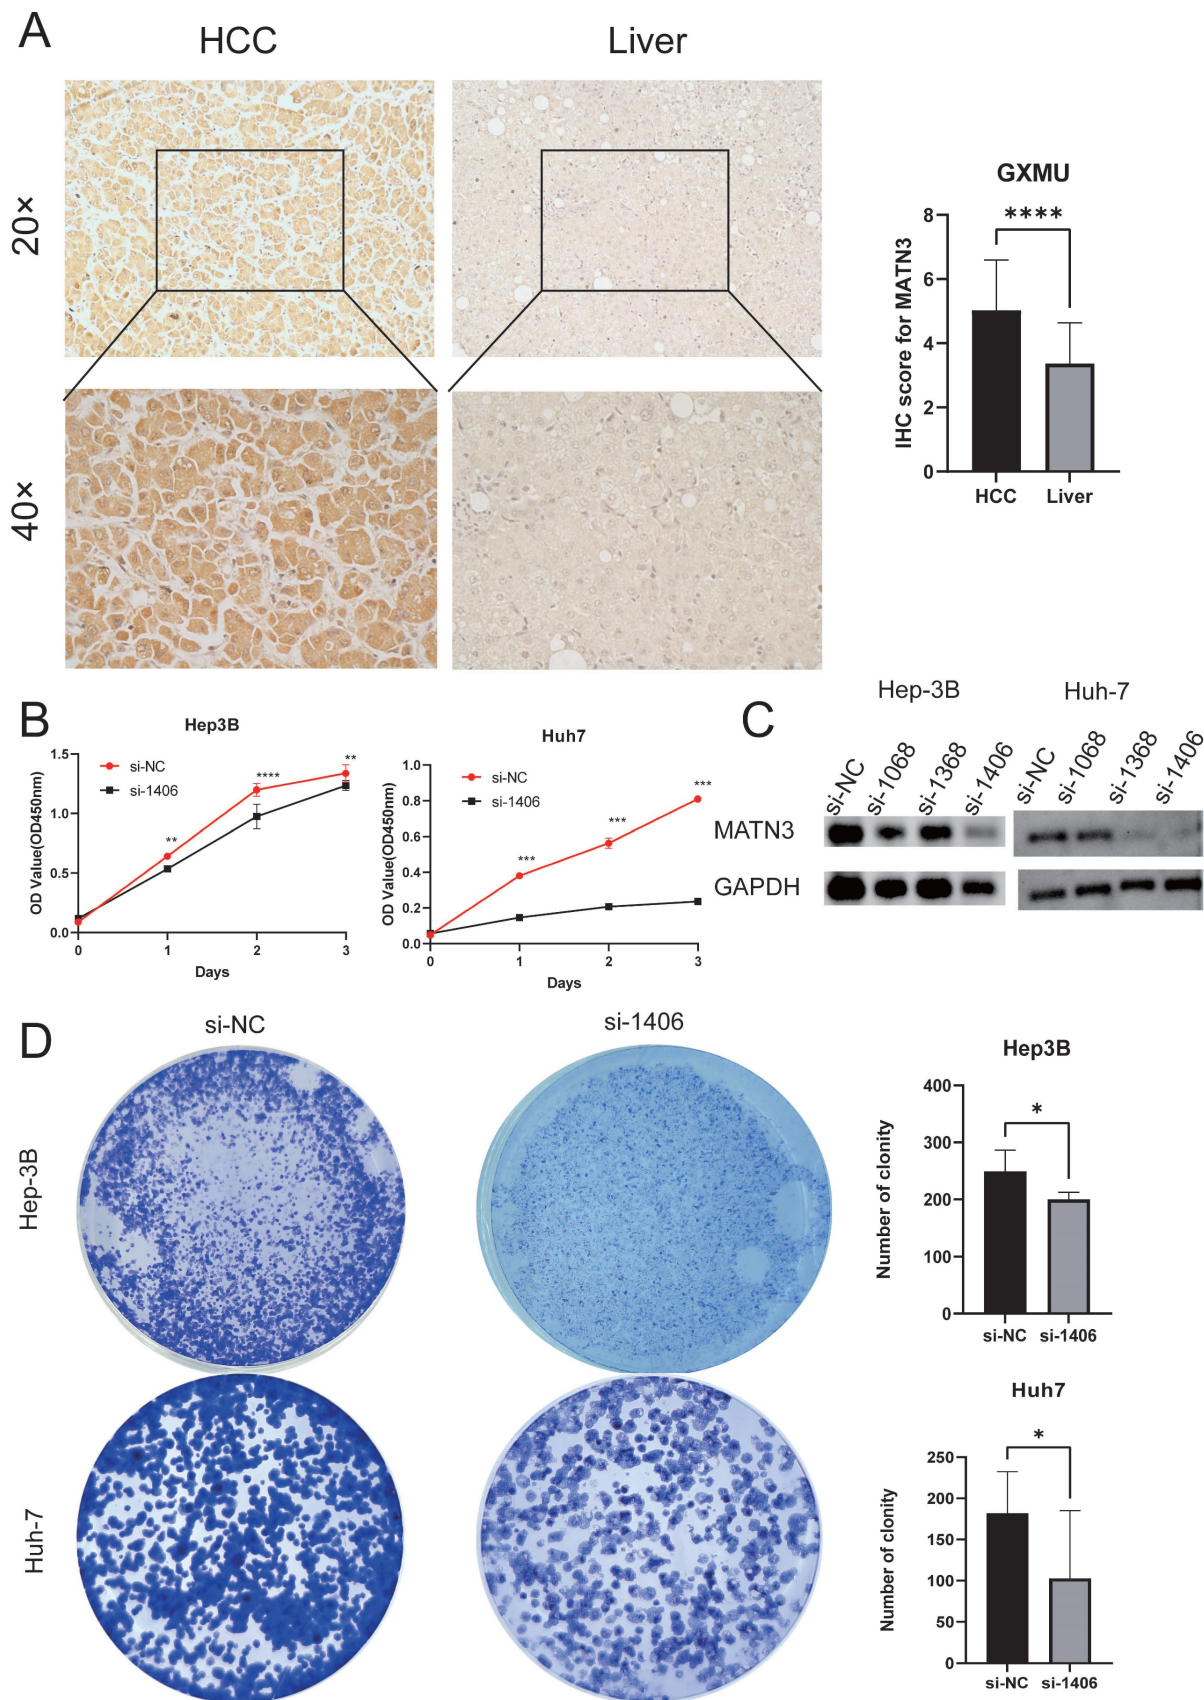 A
HCC
Liver
20×
40×
GXMU
****
IHC score for MATN3
8
6
4
2
0
HCC
Liver
B
Hep3B
OD Value(OD450nm)
1.5
1.0
0.5
0.0
si-NC
si-1406
**
****
**
0
1
2
3
Days
Huh7
OD Value(OD450nm)
1.0
0.8
0.6
0.4
0.2
0.0
si-NC
si-1406
***
***
***
0
1
2
3
Days
C
Hep-3B
Huh-7
si-NC
si-1068
si-1368
si-1406
si-NC
si-1068
si-1368
si-1406
MATN3
GAPDH
D
si-NC
si-1406
Hep-3B
Huh-7
Hep3B
Number of clonity
400
300
200
100
0
*
si-NC
si-1406
Huh7
Number of clonity
250
200
150
100
50
0
*
si-NC
si-1406